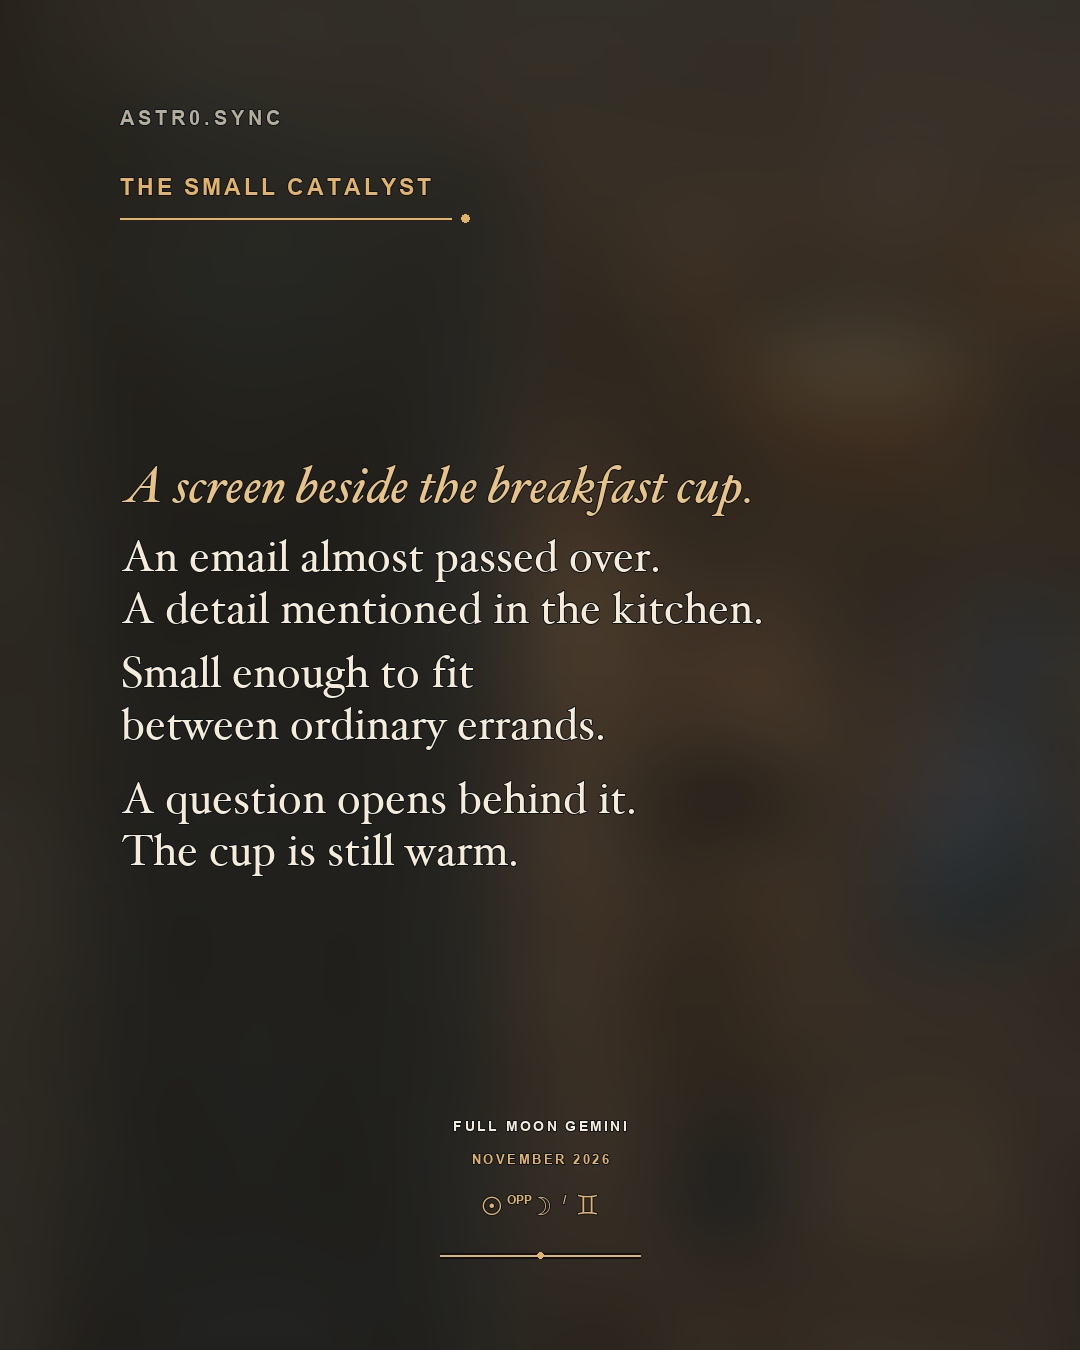 ASTR0.SYNC
THE SMALL CATALYST
A screen beside the breakfast cup.
An email almost passed over.
A detail mentioned in the kitchen.
Small enough to fit
between ordinary errands.
A question opens behind it.
The cup is still warm.
FULL MOON GEMINI
NOVEMBER 2026
☉ OPP ☽ / ♊